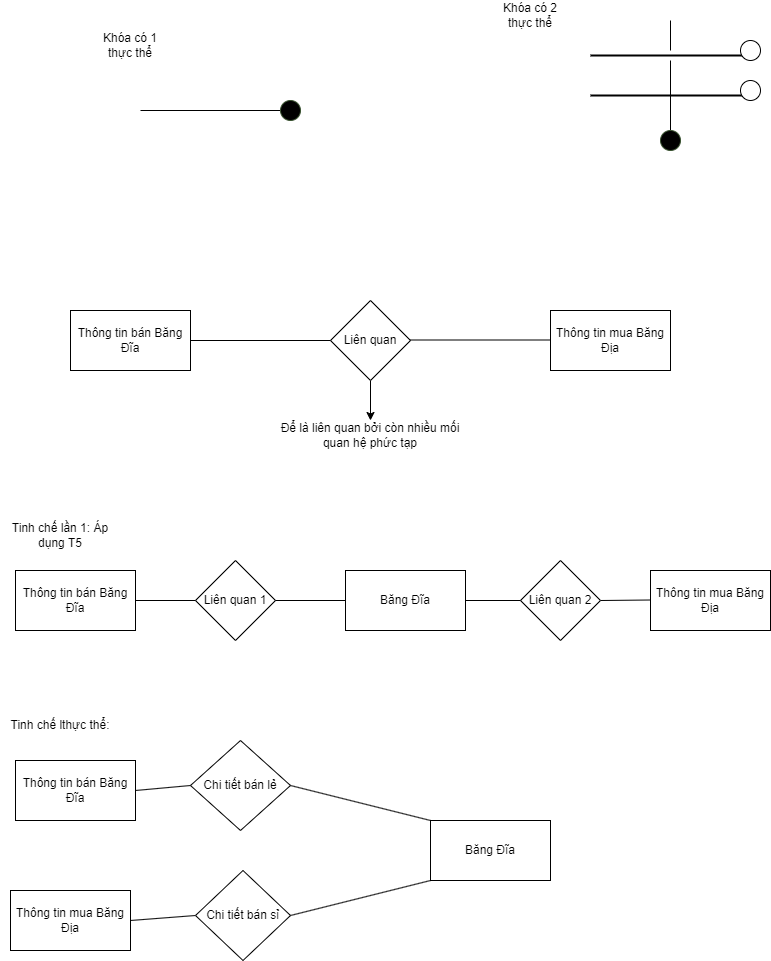 Khóa có 1
thực thể
Khóa có 2
thực thể
Thông tin bán Băng
Đĩa
Liên quan
Thông tin mua Băng
Địa
Để là liên quan bởi còn nhiều mối
quan hệ phức tạp
Tinh chế lần 1: Áp
dụng T5
Thông tin bán Băng
Đĩa
Liên quan 1
Băng Đĩa
Liên quan 2
Thông tin mua Băng
Địa
Tinh chế lthực thể:
Thông tin bán Băng
Đĩa
Chi tiết bán lẻ
Băng Đĩa
Thông tin mua Băng
Địa
Chi tiết bán sỉ